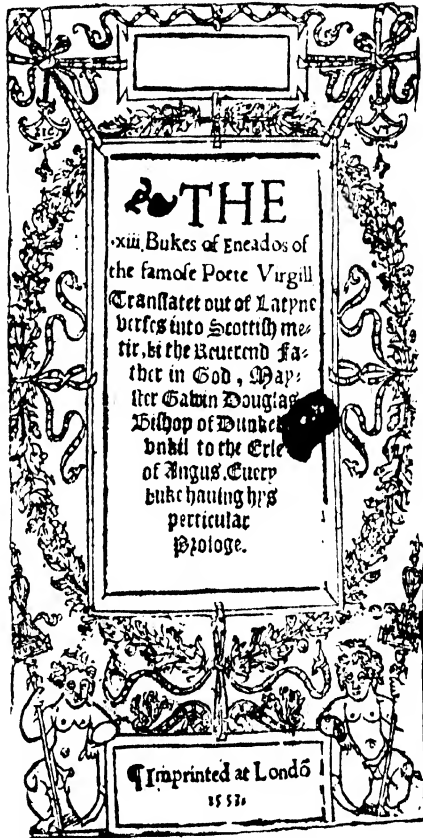 THE
.xiii, Bukes of Eneados of
the famose Poete Virgill
Tranſlatet out of Latyne
verſes into Scottiſh me⸗
tir, bi the Reuerend Fa⸗
ther in God, May⸗
ſter Gawin Douglas
Biſhop of
vnkil to the Erle
of Angus. Euery
buke hauing hys
perticular
Prologe.
¶Imprinted at Londō
1553.